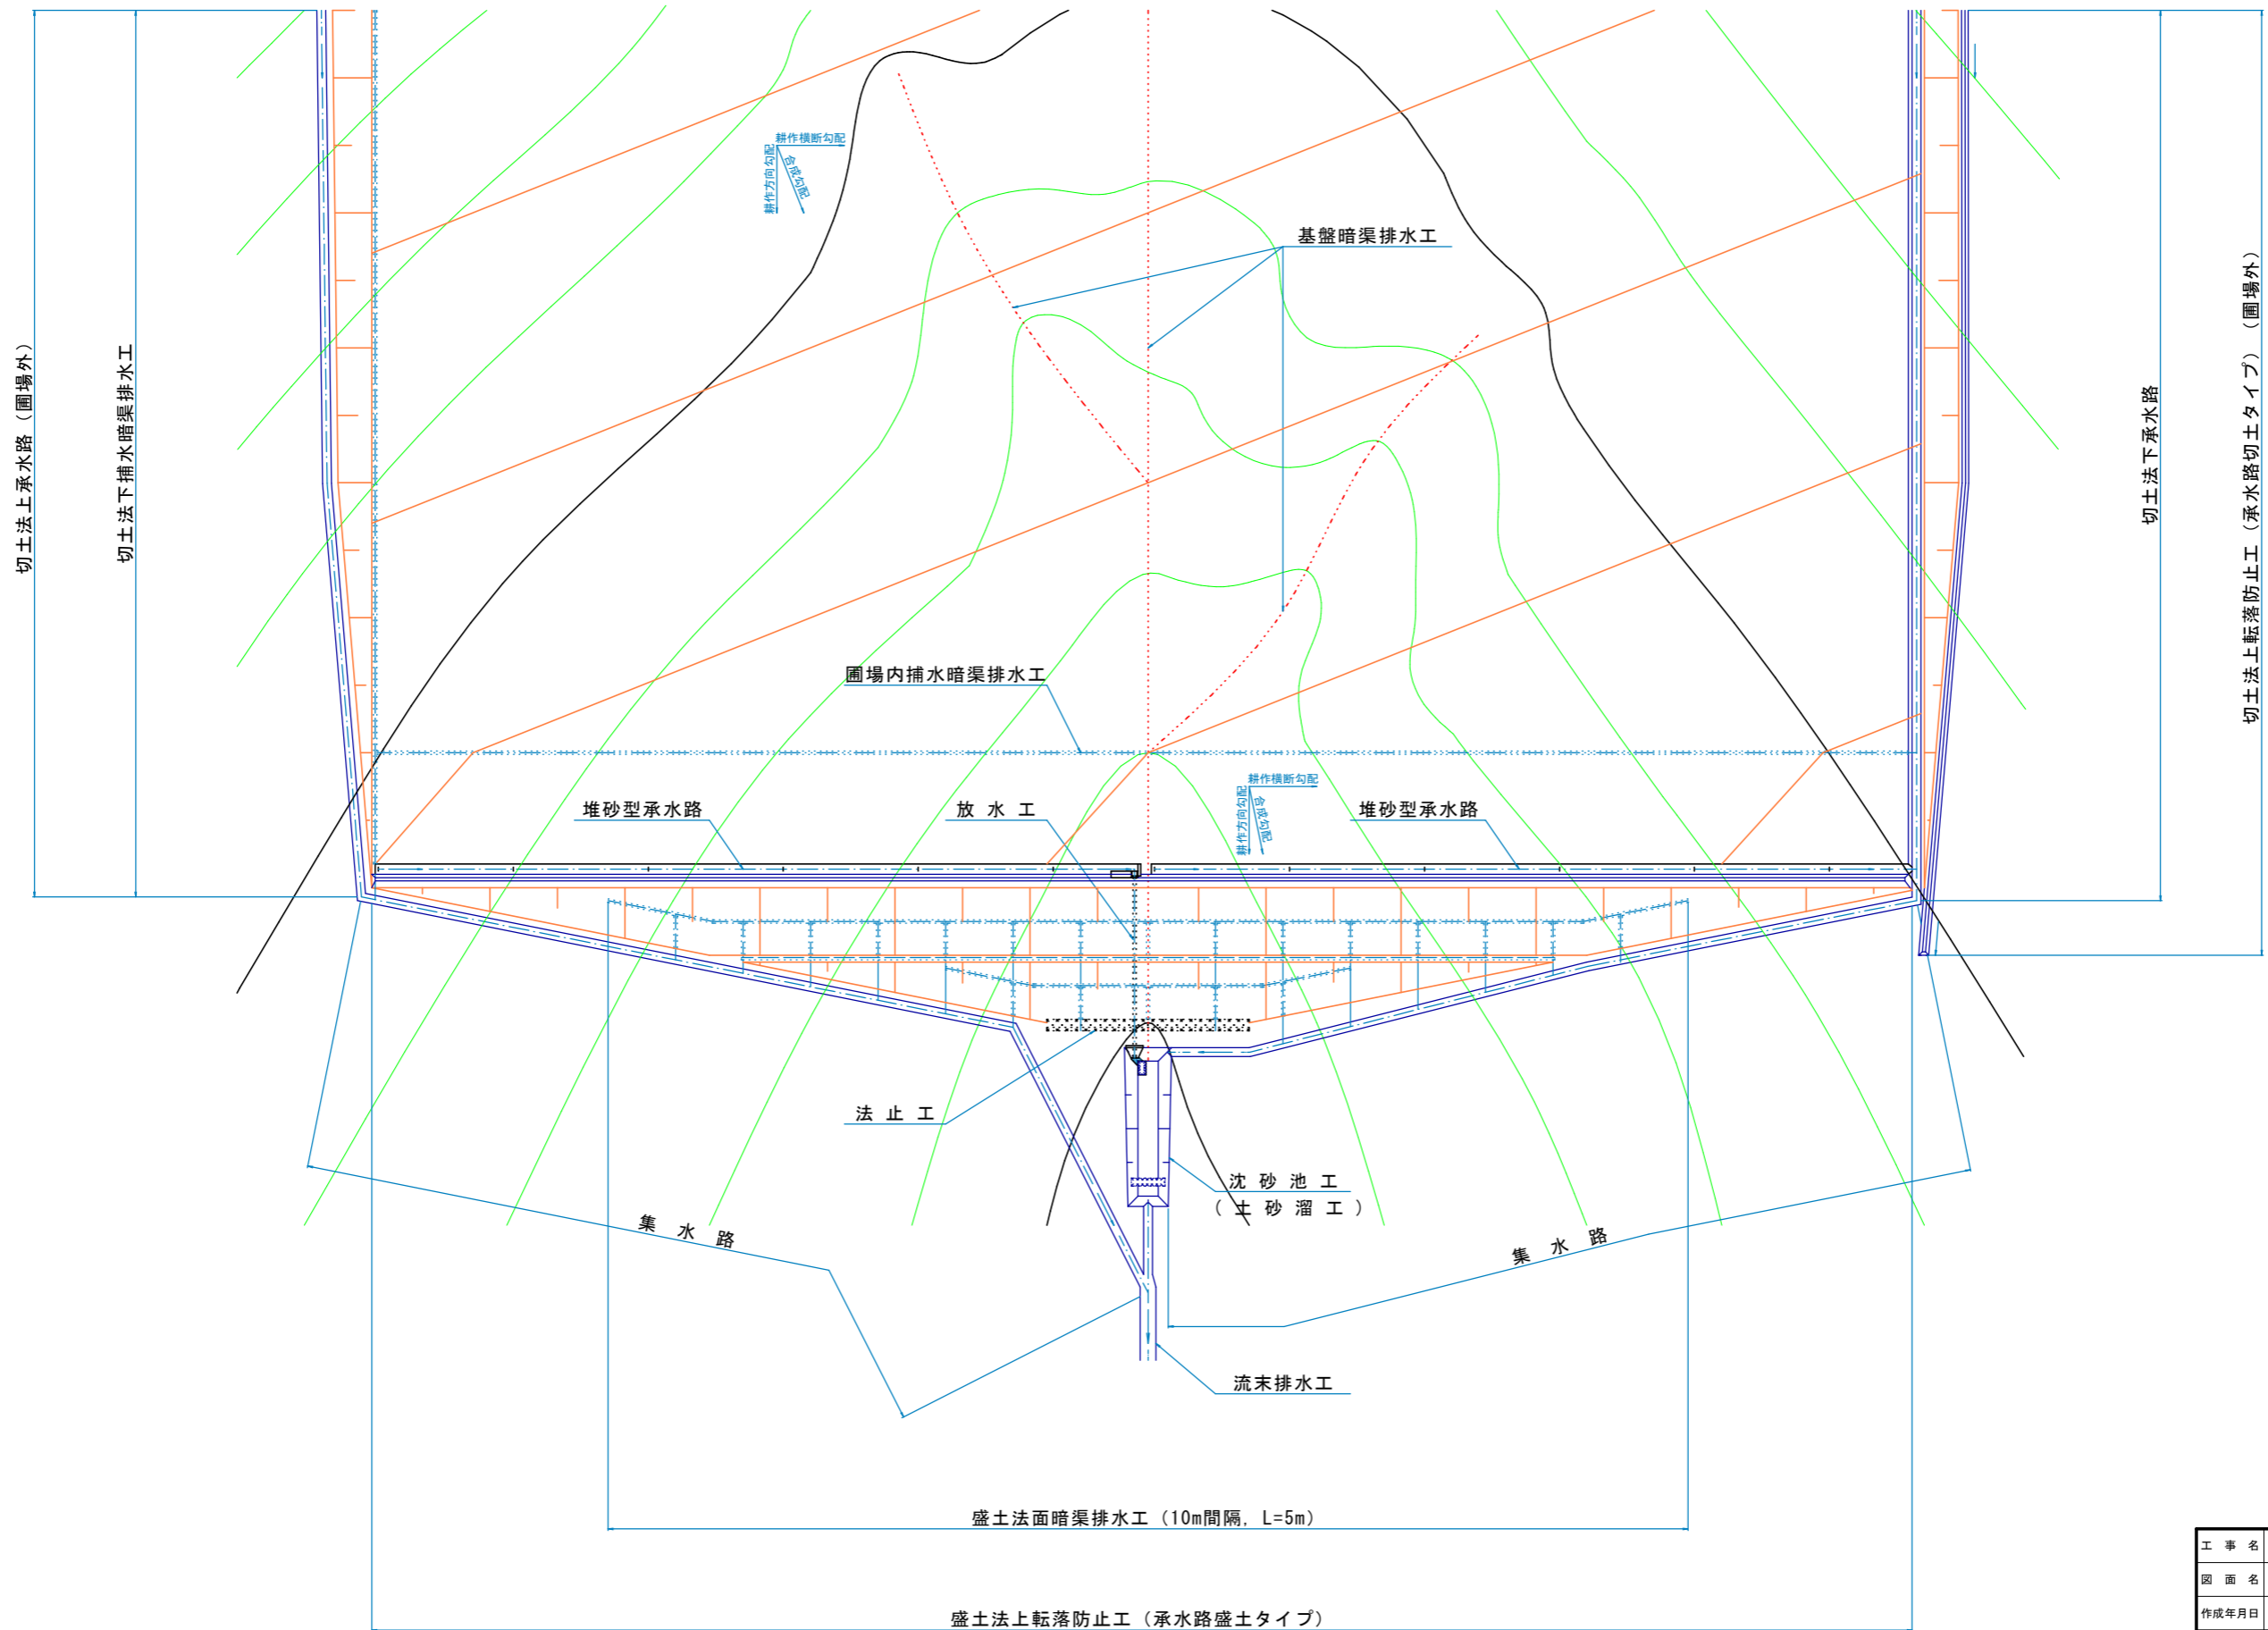 耕作横断勾配
耕作方向勾配
合成勾配
基盤暗渠排水工
切土法上承水路（圃場外）
切土法下捕水暗渠排水工
切土法下承水路
切土法上転落防止工（承水路切土タイプ）（圃場外）
圃場内捕水暗渠排水工
堆砂型承水路
放 水 工
耕作横断勾配
耕作方向勾配
合成勾配
堆砂型承水路
法 止 工
沈 砂 池 工
（ 土 砂 溜 工 ）
集 水 路
集 水 路
流末排水工
盛土法面暗渠排水工（10m間隔, L=5m）
盛土法上転落防止工（承水路盛土タイプ）
工 事 名
図 面 名
作成年月日